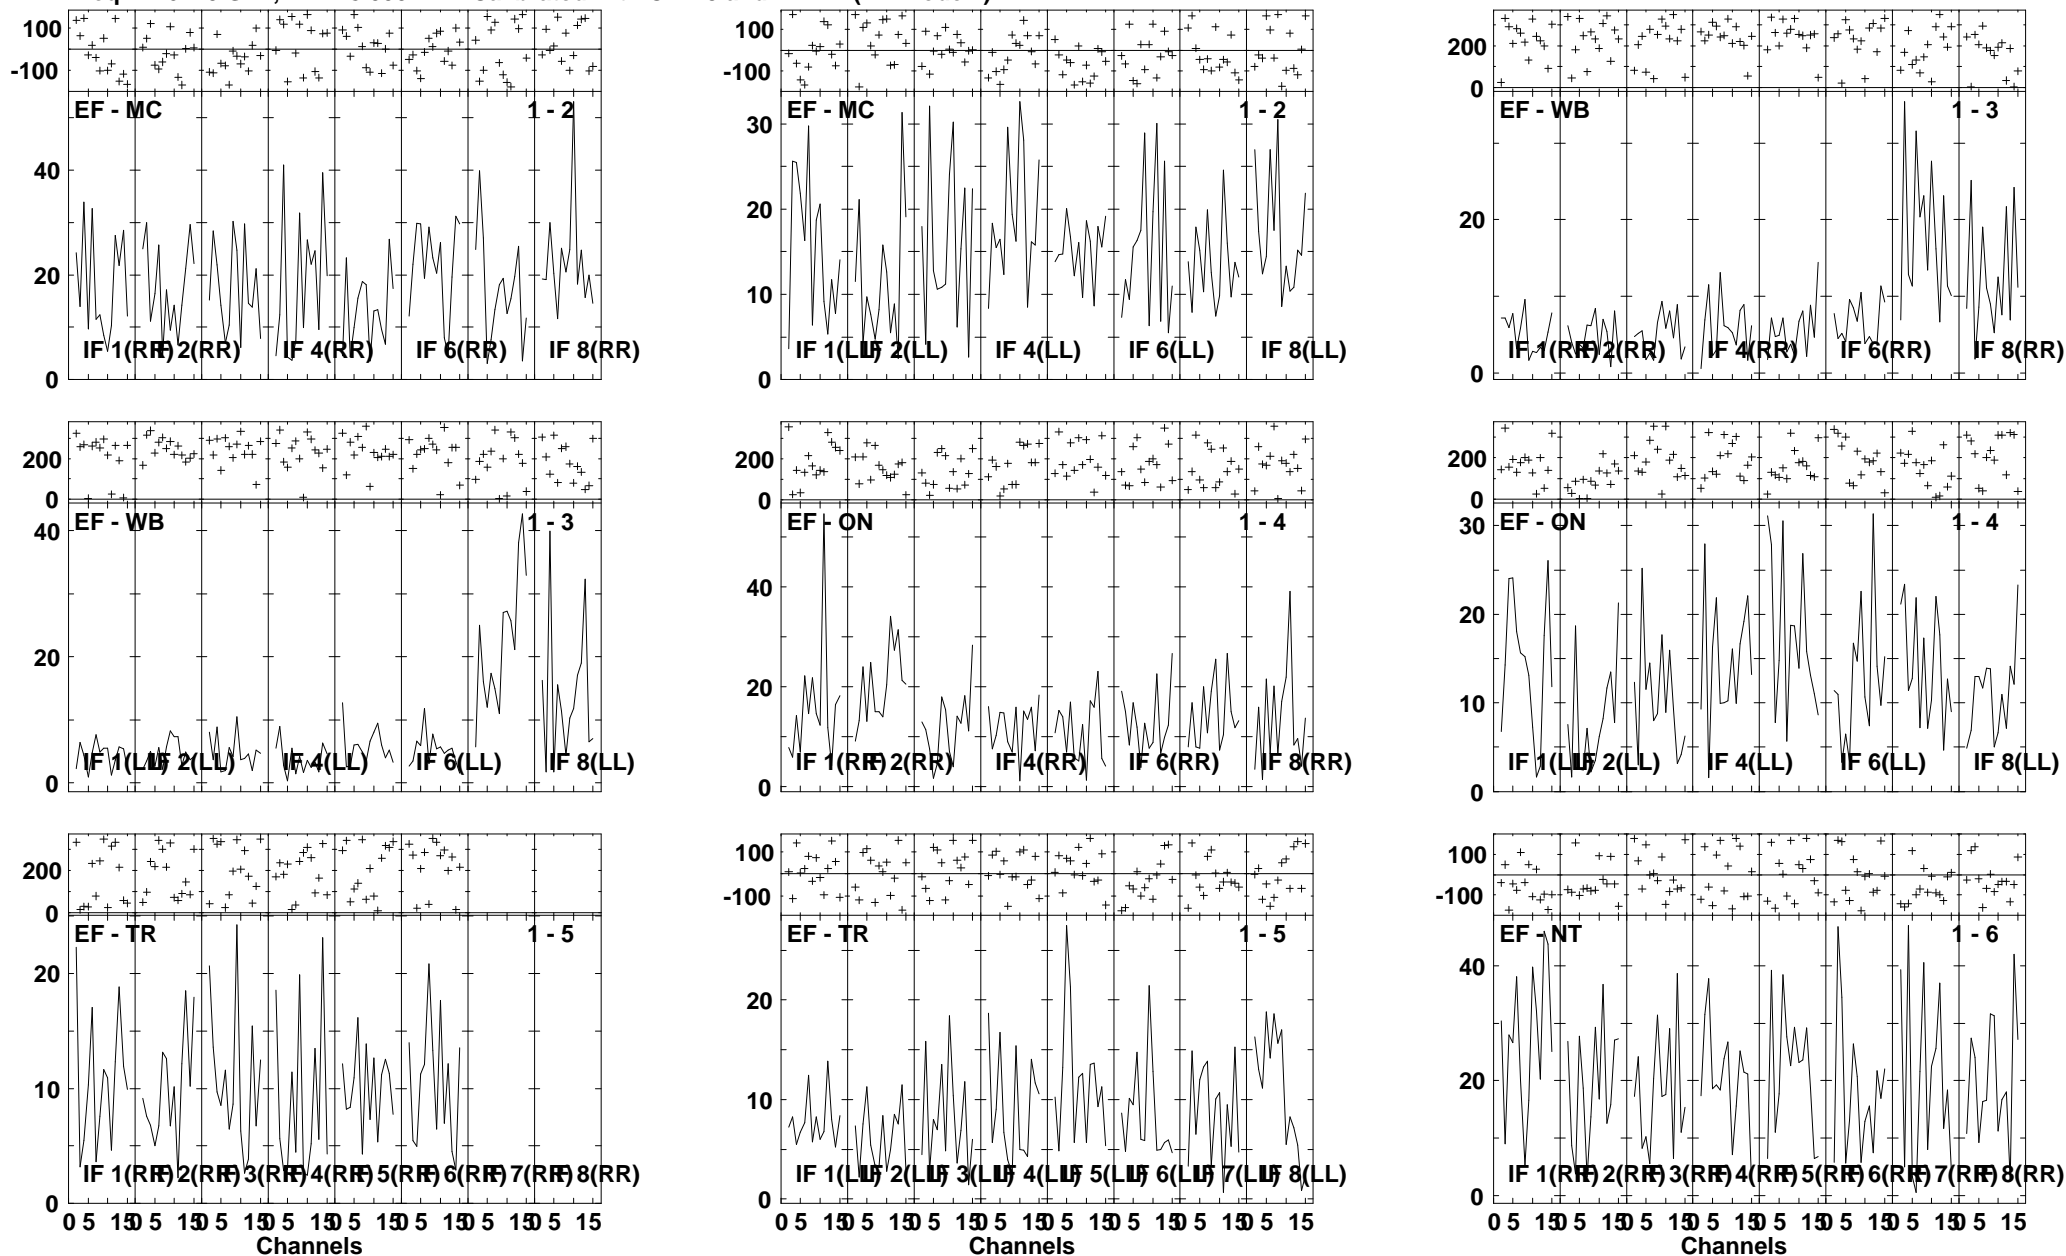 100
-100
EF - MC 1 - 2
40
20
0
IF 1(RR) IF 2(RR) IF 4(RR) IF 6(RR) IF 8(RR)
100
-100
EF - MC 1 - 2
30
20
10
0
IF 1(LL) IF 2(LL) IF 4(LL) IF 6(LL) IF 8(LL)
200
0
EF - WB 1 - 3
20
0
IF 1(RR) IF 2(RR) IF 4(RR) IF 6(RR) IF 8(RR)
200
0
EF - WB 1 - 3
40
20
0
IF 1(LL) IF 2(LL) IF 4(LL) IF 6(LL) IF 8(LL)
200
0
EF - ON 1 - 4
40
20
0
IF 1(RR) IF 2(RR) IF 4(RR) IF 6(RR) IF 8(RR)
200
0
EF - ON 1 - 4
30
20
10
0
IF 1(LL) IF 2(LL) IF 4(LL) IF 6(LL) IF 8(LL)
200
0
EF - TR 1 - 5
20
10
0
IF 1(RR) IF 2(RR) IF 3(RR) IF 4(RR) IF 5(RR) IF 6(RR) IF 7(RR) IF 8(RR)
0 5 15 0 5 15 0 5 15 0 5 15 0 5 15 0 5 15 0 5 15 0 5 15
Channels
100
-100
EF - TR 1 - 5
20
10
0
IF 1(LL) IF 2(LL) IF 3(LL) IF 4(LL) IF 5(LL) IF 6(LL) IF 7(LL) IF 8(LL)
0 5 15 0 5 15 0 5 15 0 5 15 0 5 15 0 5 15 0 5 15 0 5 15
Channels
100
-100
EF - NT 1 - 6
40
20
0
IF 1(RR) IF 2(RR) IF 3(RR) IF 4(RR) IF 5(RR) IF 6(RR) IF 7(RR) IF 8(RR)
0 5 15 0 5 15 0 5 15 0 5 15 0 5 15 0 5 15 0 5 15 0 5 15
Channels